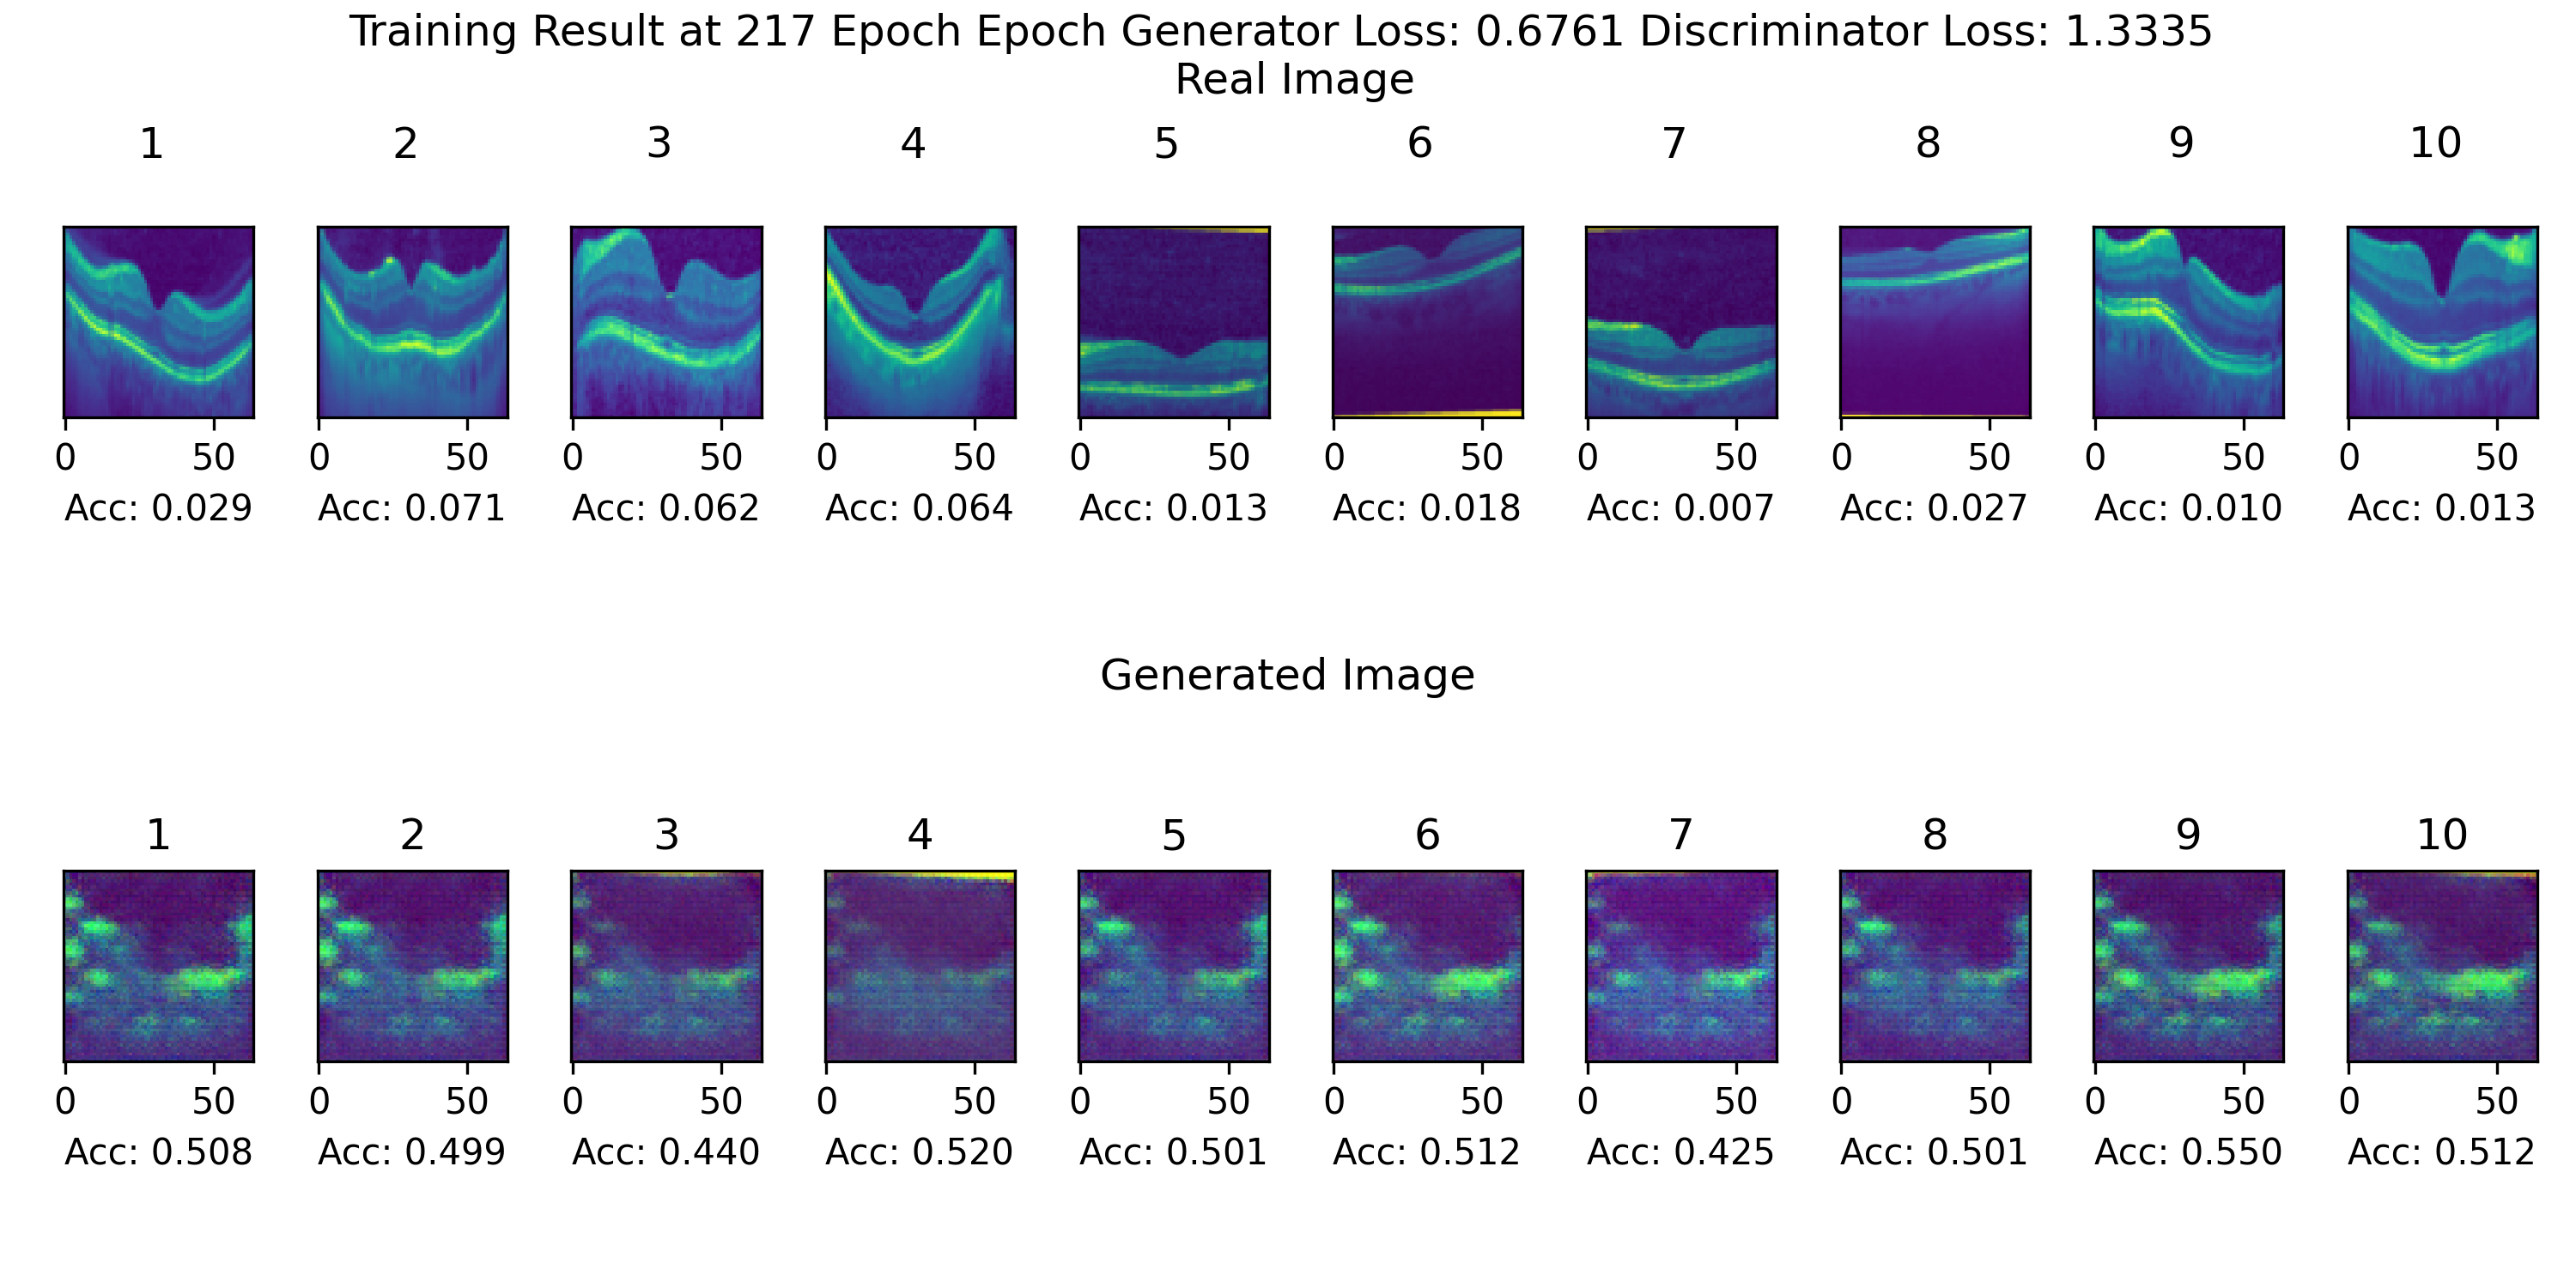 Training Result at 217 Epoch Epoch Generator Loss: 0.6761 Discriminator Loss: 1.3335
Real Image
1 2 3 4 5 6 7 8 9 10
0 50 0 50 0 50 0 50 0 50 0 50 0 50 0 50 0 50 0 50
Acc: 0.029 Acc: 0.071 Acc: 0.062 Acc: 0.064 Acc: 0.013 Acc: 0.018 Acc: 0.007 Acc: 0.027 Acc: 0.010 Acc: 0.013
Generated Image
1 2 3 4 5 6 7 8 9 10
0 50 0 50 0 50 0 50 0 50 0 50 0 50 0 50 0 50 0 50
Acc: 0.508 Acc: 0.499 Acc: 0.440 Acc: 0.520 Acc: 0.501 Acc: 0.512 Acc: 0.425 Acc: 0.501 Acc: 0.550 Acc: 0.512